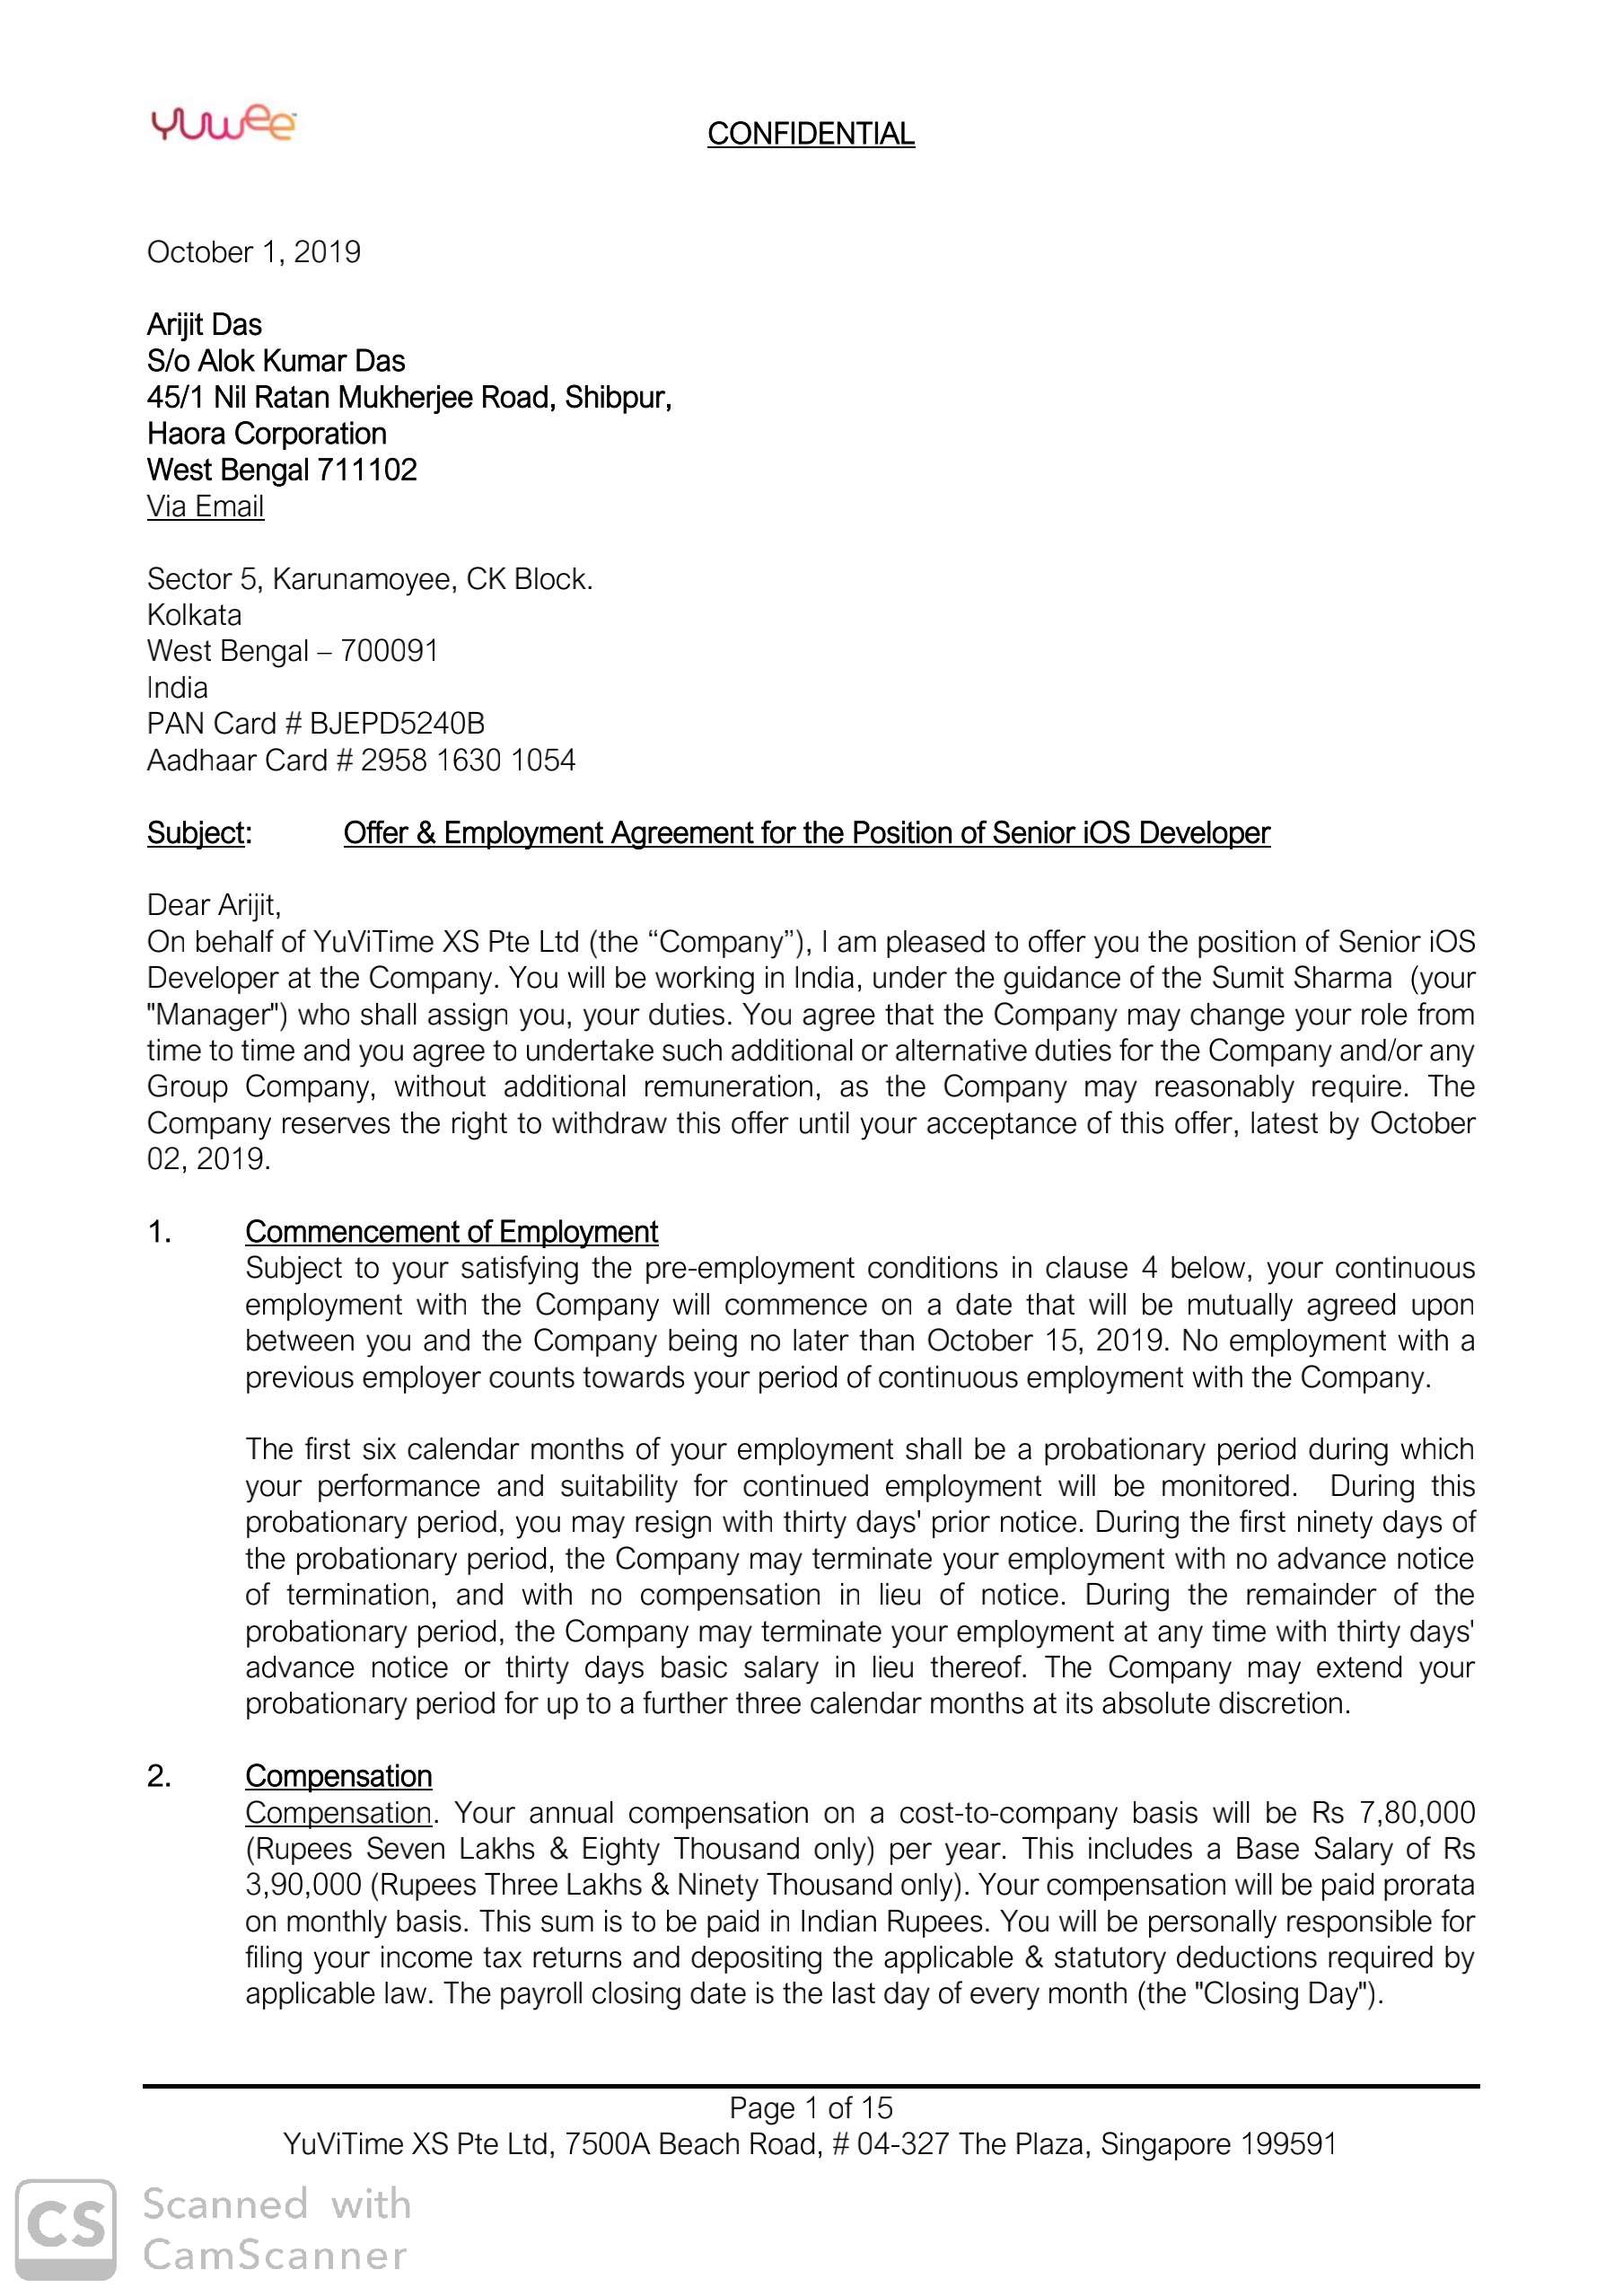 yuwee
CONFIDENTIAL
October 1, 2019
Arijit Das
S/o Alok Kumar Das
45/1 Nil Ratan Mukherjee Road, Shibpur,
Haora Corporation
West Bengal 711102
Via Email
Sector 5, Karunamoyee, CK Block.
Kolkata
West Bengal – 700091
India
PAN Card # BJEPD5240B
Aadhaar Card # 2958 1630 1054
Subject: Offer & Employment Agreement for the Position of Senior iOS Developer
Dear Arijit,
On behalf of YuViTime XS Pte Ltd (the “Company”), I am pleased to offer you the position of Senior iOS
Developer at the Company. You will be working in India, under the guidance of the Sumit Sharma (your
"Manager") who shall assign you, your duties. You agree that the Company may change your role from
time to time and you agree to undertake such additional or alternative duties for the Company and/or any
Group Company, without additional remuneration, as the Company may reasonably require. The
Company reserves the right to withdraw this offer until your acceptance of this offer, latest by October
02, 2019.
1. Commencement of Employment
Subject to your satisfying the pre-employment conditions in clause 4 below, your continuous
employment with the Company will commence on a date that will be mutually agreed upon
between you and the Company being no later than October 15, 2019. No employment with a
previous employer counts towards your period of continuous employment with the Company.
The first six calendar months of your employment shall be a probationary period during which
your performance and suitability for continued employment will be monitored. During this
probationary period, you may resign with thirty days' prior notice. During the first ninety days of
the probationary period, the Company may terminate your employment with no advance notice
of termination, and with no compensation in lieu of notice. During the remainder of the
probationary period, the Company may terminate your employment at any time with thirty days'
advance notice or thirty days basic salary in lieu thereof. The Company may extend your
probationary period for up to a further three calendar months at its absolute discretion.
2. Compensation
Compensation. Your annual compensation on a cost-to-company basis will be Rs 7,80,000
(Rupees Seven Lakhs & Eighty Thousand only) per year. This includes a Base Salary of Rs
3,90,000 (Rupees Three Lakhs & Ninety Thousand only). Your compensation will be paid prorata
on monthly basis. This sum is to be paid in Indian Rupees. You will be personally responsible for
filing your income tax returns and depositing the applicable & statutory deductions required by
applicable law. The payroll closing date is the last day of every month (the "Closing Day").
Page 1 of 15
YuViTime XS Pte Ltd, 7500A Beach Road, # 04-327 The Plaza, Singapore 199591
CS Scanned with
CamScanner